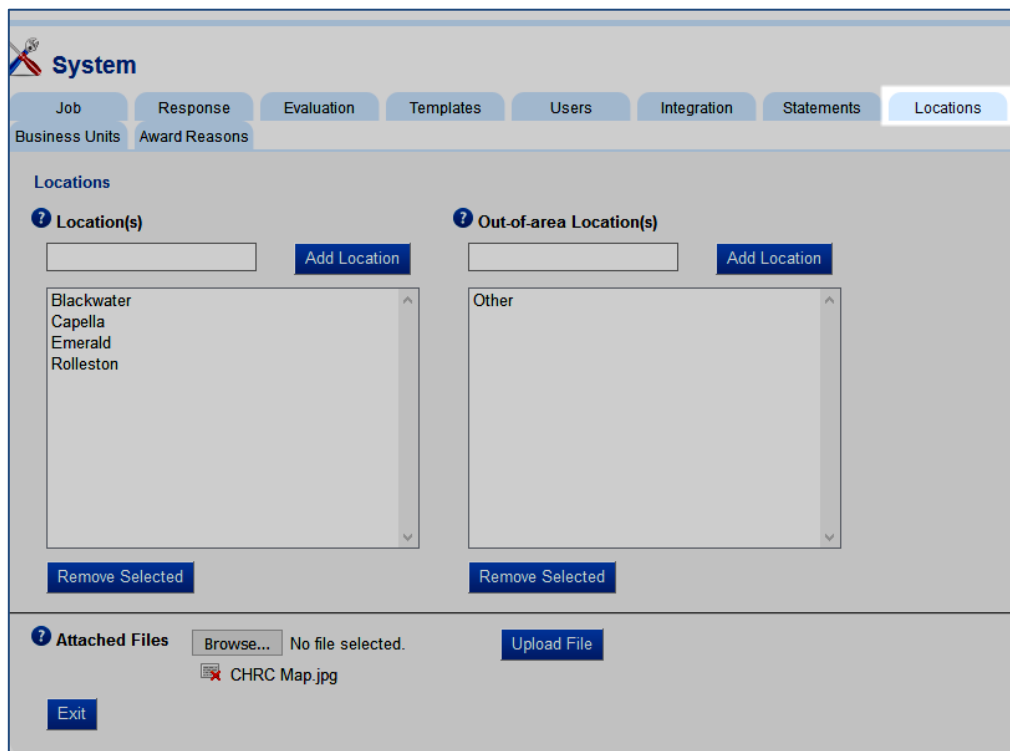 System
Job Response Evaluation Templates Users Integration Statements Locations
Business Units Award Reasons
Locations
? Location(s)
Add Location
Blackwater
Capella
Emerald
Rolleston
Remove Selected
? Out-of-area Location(s)
Add Location
Other
Remove Selected
? Attached Files Browse... No file selected. Upload File
CHRC Map.jpg
Exit